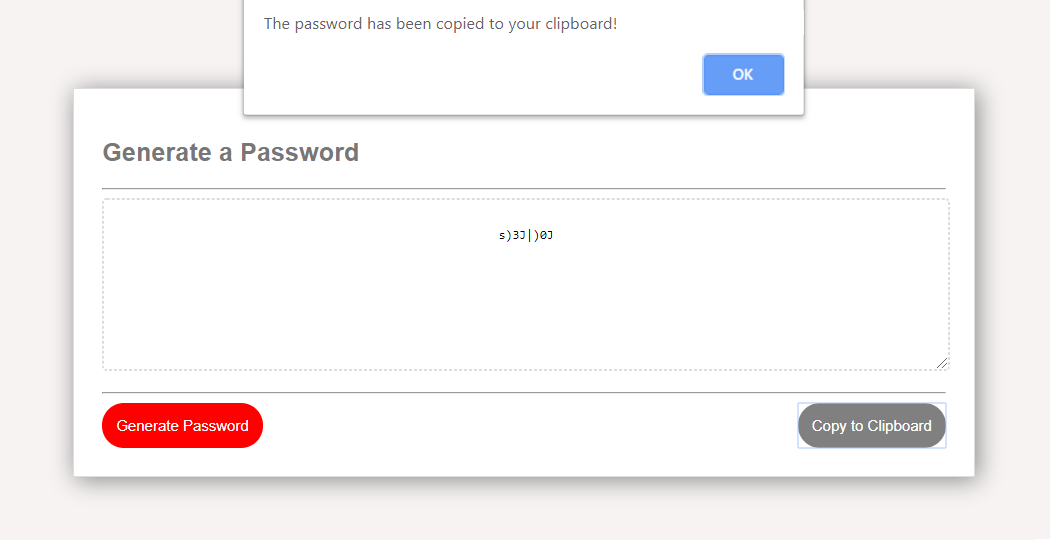 The password has been copied to your clipboard!
OK
Generate a Password
s)3J|)0J
Generate Password
Copy to Clipboard